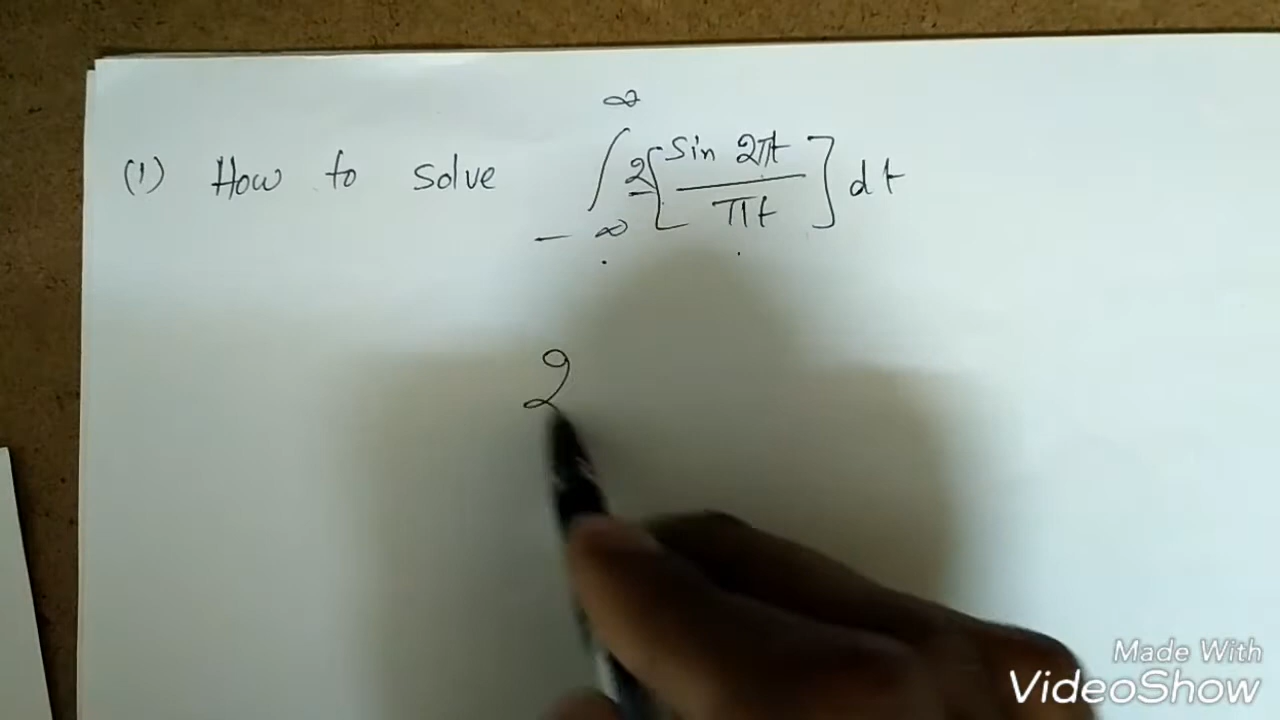 (1) How to solve ∫_{-∞}^{∞} 2[sin 2πt / πt] dt
2
Made With
VideoShow